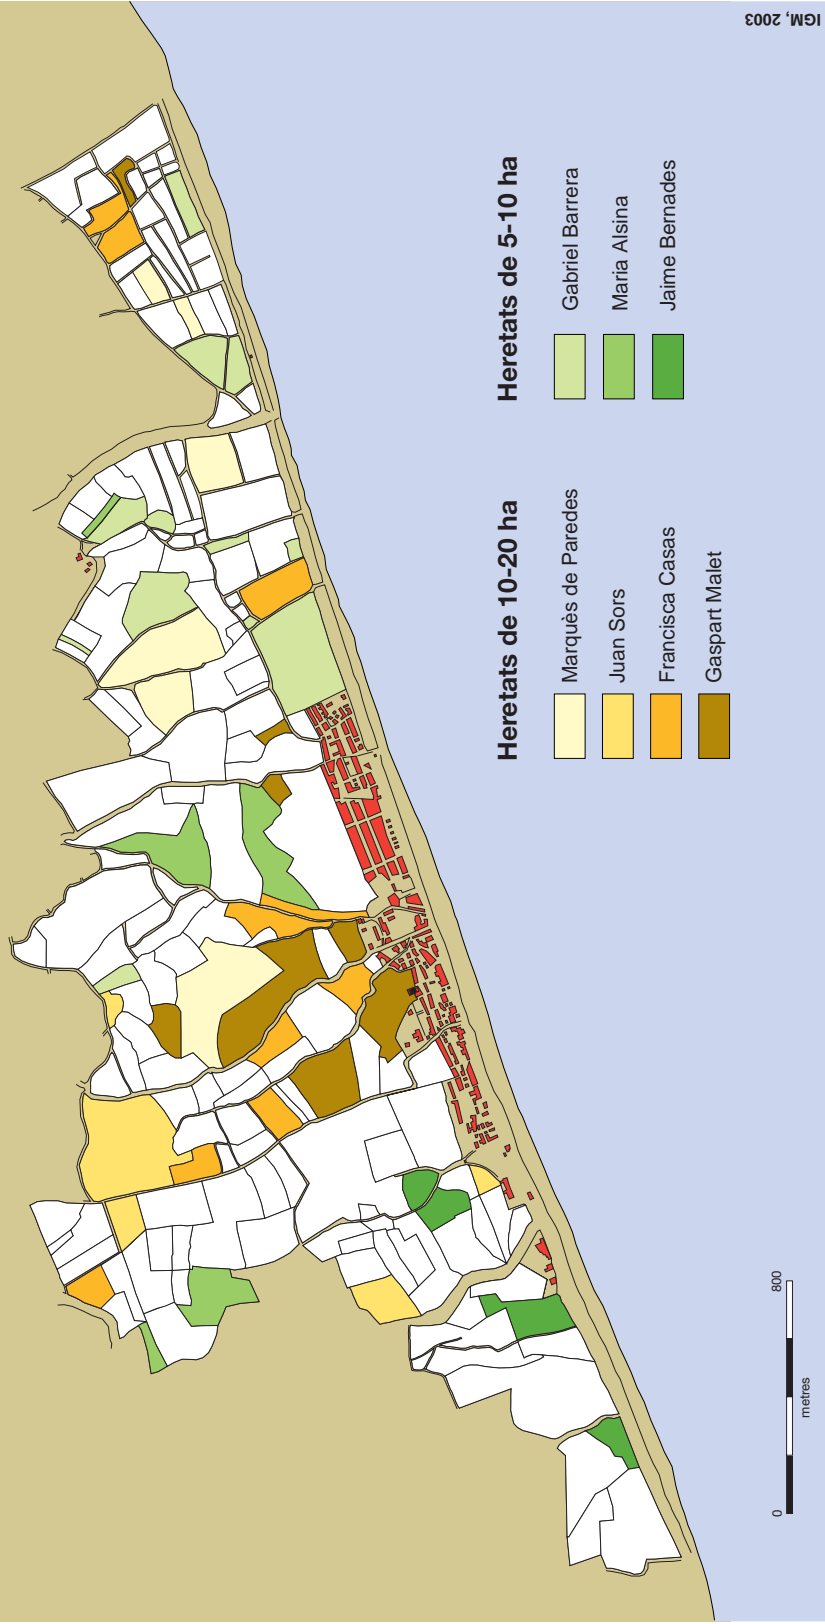 Heretats de 10-20 ha
Marquès de Paredes
Juan Sors
Francisca Casas
Gaspart Malet
Heretats de 5-10 ha
Gabriel Barrera
Maria Alsina
Jaime Bernades
0
800
metres
IGM, 2003